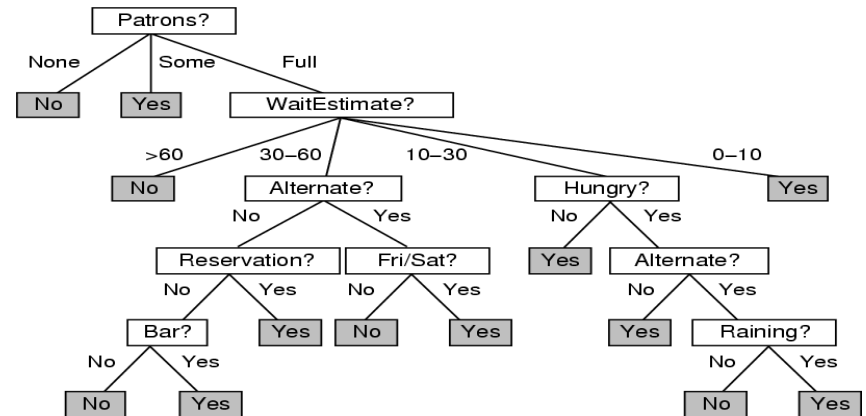 Patrons?
None Some Full
No Yes WaitEstimate?
>60 30–60 10–30 0–10
No Alternate? Hungry? Yes
No Yes No Yes
Reservation? Fri/Sat? Yes Alternate?
No Yes No Yes No Yes
Bar? Yes No Yes Yes Raining?
No Yes No Yes
No Yes No Yes